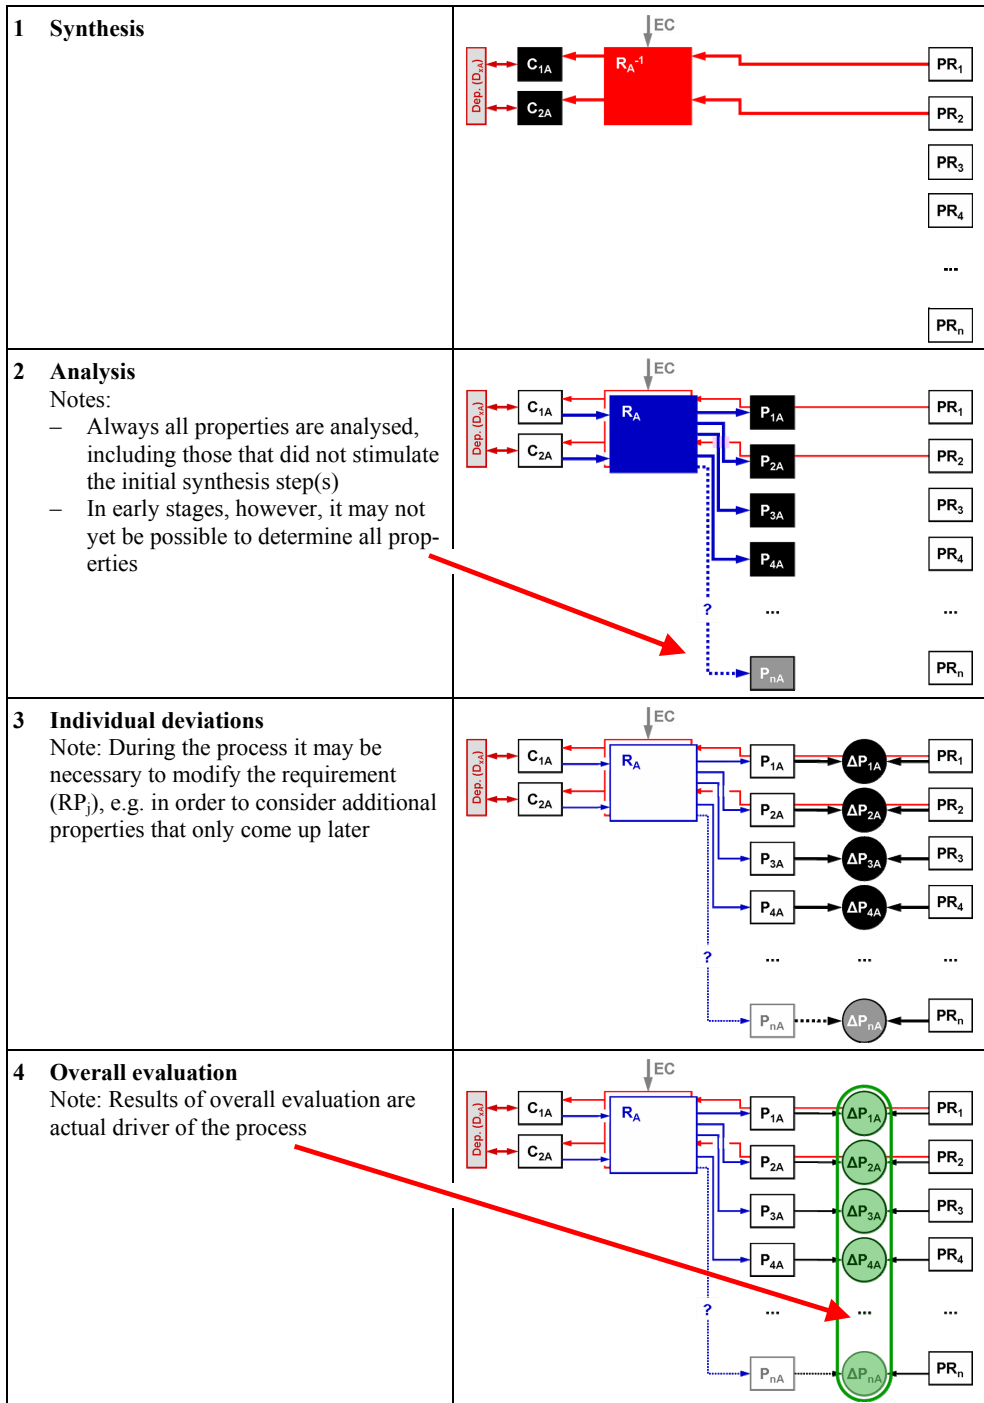 1 Synthesis
EC
Dep. (DxA)
C1A
RA-1
PR1
C2A
PR2
PR3
PR4
...
PRn
2 Analysis
Notes:
– Always all properties are analysed,
including those that did not stimulate
the initial synthesis step(s)
– In early stages, however, it may not
yet be possible to determine all prop-
erties
EC
Dep. (DxA)
C1A
RA
P1A
PR1
C2A
P2A
PR2
P3A
PR3
P4A
PR4
?
...
...
PnA
PRn
3 Individual deviations
Note: During the process it may be
necessary to modify the requirement
(RPj), e.g. in order to consider additional
properties that only come up later
EC
Dep. (DxA)
C1A
RA
P1A
ΔP1A
PR1
C2A
P2A
ΔP2A
PR2
P3A
ΔP3A
PR3
P4A
ΔP4A
PR4
?
...
...
...
PnA
ΔPnA
PRn
4 Overall evaluation
Note: Results of overall evaluation are
actual driver of the process
EC
Dep. (DxA)
C1A
RA
P1A
ΔP1A
PR1
C2A
P2A
ΔP2A
PR2
P3A
ΔP3A
PR3
P4A
ΔP4A
PR4
?
...
...
...
PnA
ΔPnA
PRn